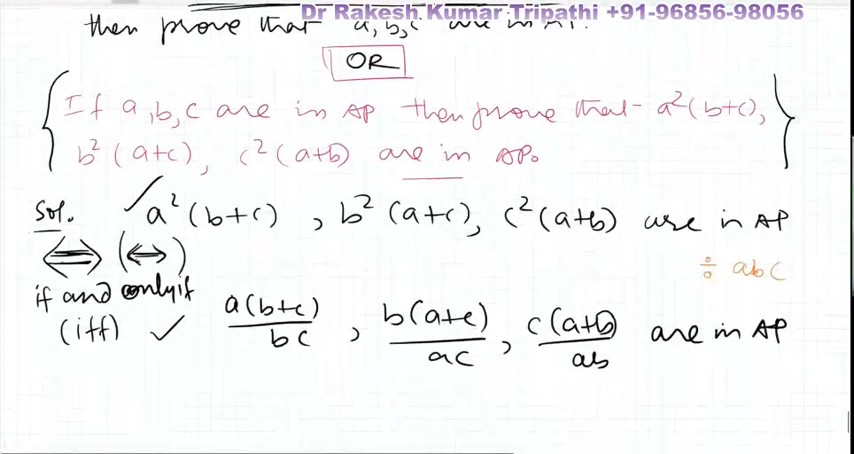 Dr Rakesh Kumar Tripathi +91-96856-98056
then prove that a, b, c are in AP.
OR
If a, b, c are in AP then prove that a²(b+c),
b²(a+c), c²(a+b) are in AP.
Sol. a²(b+c), b²(a+c), c²(a+b) are in AP
⇔ (↔) ÷ abc
if and only if
(iff) ✓ a(b+c)/bc, b(a+c)/ac, c(a+b)/ab are in AP